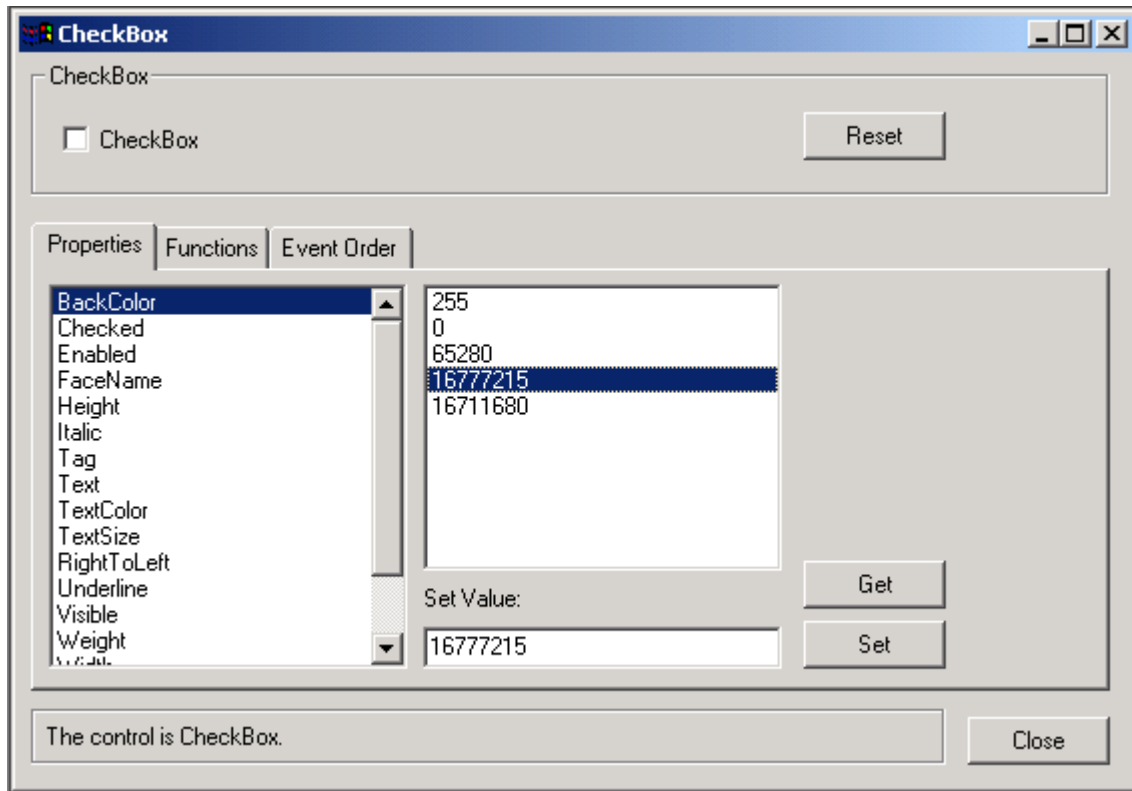 CheckBox
CheckBox
CheckBox
Reset
Properties
Functions
Event Order
BackColor
Checked
Enabled
FaceName
Height
Italic
Tag
Text
TextColor
TextSize
RightToLeft
Underline
Visible
Weight
Width
255
0
65280
16777215
16711680
Set Value:
16777215
Get
Set
The control is CheckBox.
Close